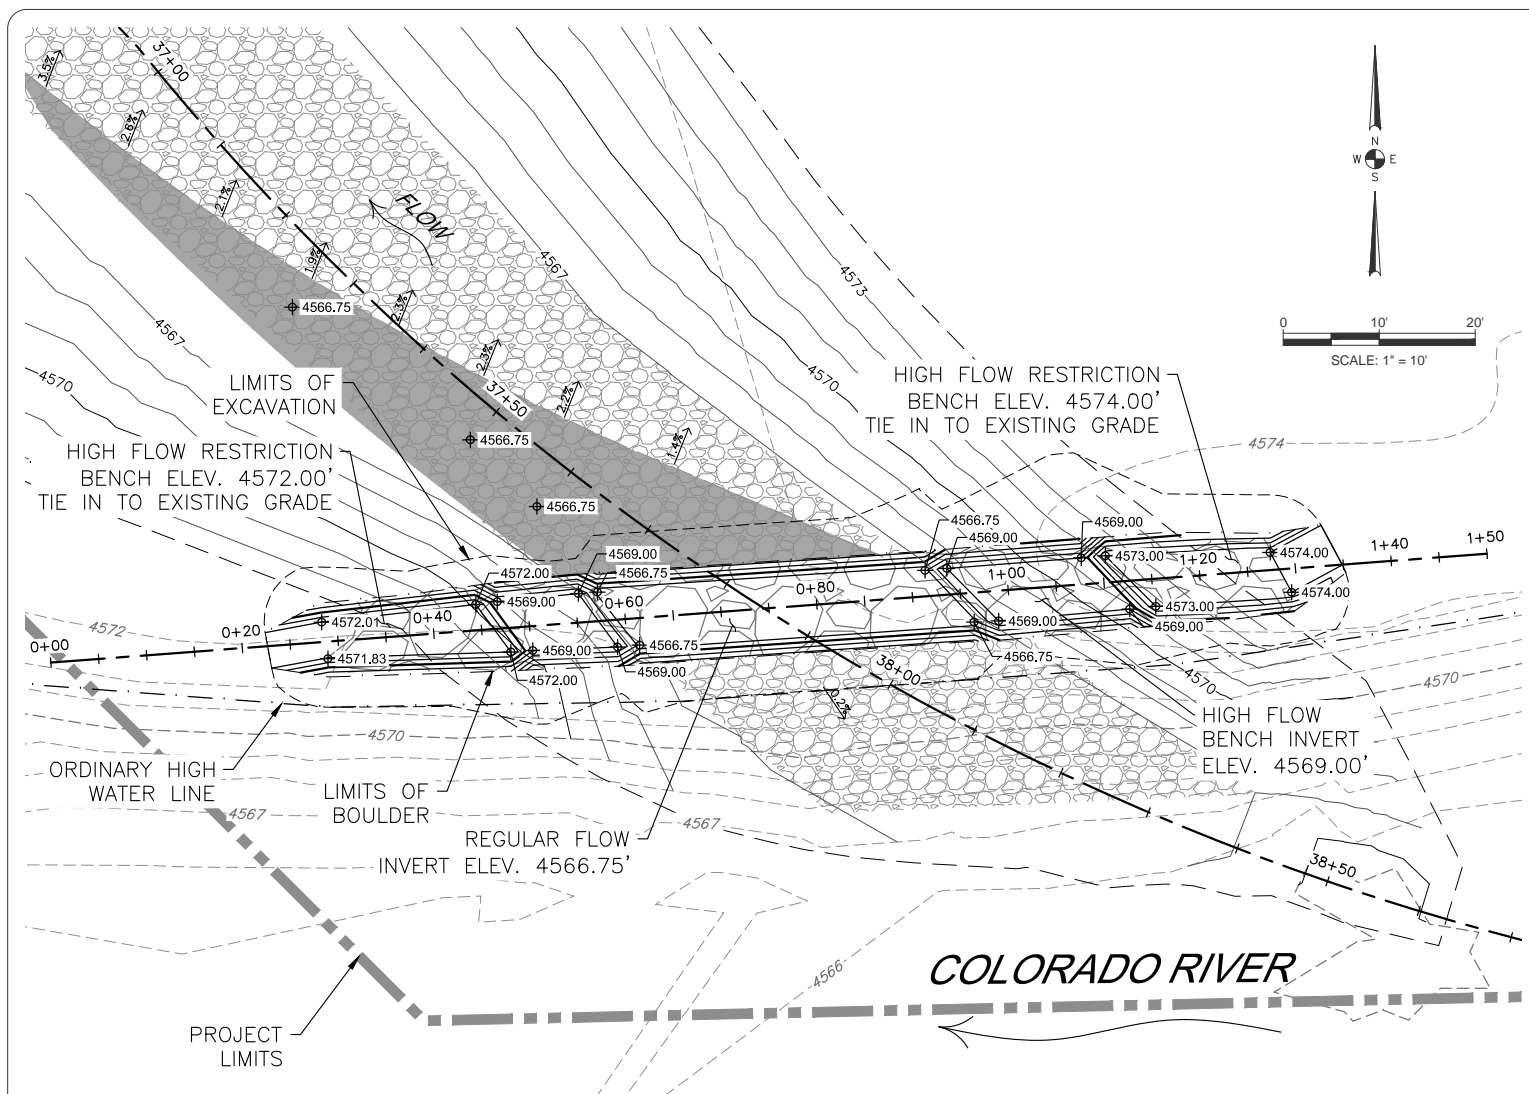 37+00
3.5%
2.6%
2.1%
1.9%
2.3%
2.3%
2.2%
1.4%
FLOW
N
W E
S
0 10' 20'
SCALE: 1" = 10'
4567
4573
4570
4567
4570
4566.75
37+50
4566.75
4566.75
LIMITS OF
EXCAVATION
HIGH FLOW RESTRICTION
BENCH ELEV. 4572.00'
TIE IN TO EXISTING GRADE
HIGH FLOW RESTRICTION
BENCH ELEV. 4574.00'
TIE IN TO EXISTING GRADE
4574
4566.75
4569.00
4569.00
4569.00
4566.75
4572.00
4573.00
4574.00
1+20
1+40
1+50
4569.00
0+60
0+80
1+00
4574.00
4573.00
4569.00
4572.01
0+40
0+20
4572
0+00
4571.83
4569.00
4572.00
4566.75
4569.00
4569.00
4566.75
38+00
0.2%
4570
4570
4570
HIGH FLOW
BENCH INVERT
ELEV. 4569.00'
ORDINARY HIGH
WATER LINE
LIMITS OF
BOULDER
4567
4567
REGULAR FLOW
INVERT ELEV. 4566.75'
38+50
4566
COLORADO RIVER
PROJECT
LIMITS